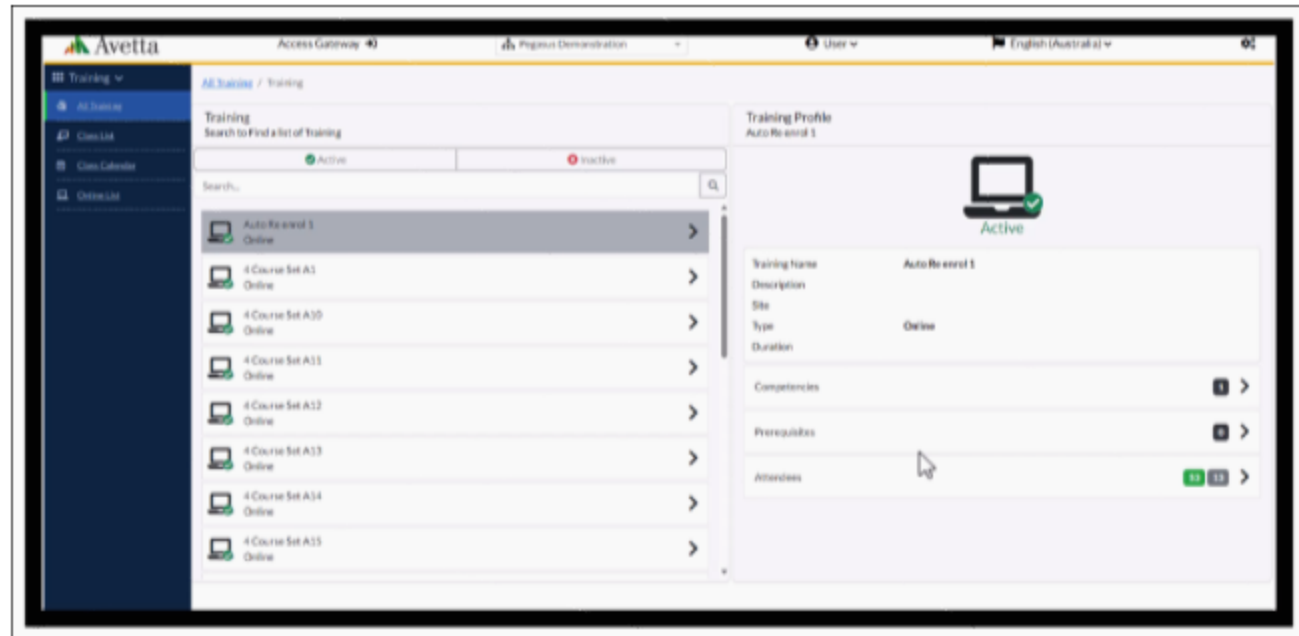 Avetta
Access Gateway
Pegasus Demonstration
User
English (Australia)
Training
All Training
Class List
Class Calendar
Online List
All Training / Training
Training
Search to Find a list of Training
Active
Inactive
Search...
Auto Re enrol 1
Online
4 Course Set A1
Online
4 Course Set A10
Online
4 Course Set A11
Online
4 Course Set A12
Online
4 Course Set A13
Online
4 Course Set A14
Online
4 Course Set A15
Online
Training Profile
Auto Re enrol 1
Active
Training Name Auto Re enrol 1
Description
Site
Type Online
Duration
Competencies 1
Prerequisites 0
Attendees 13